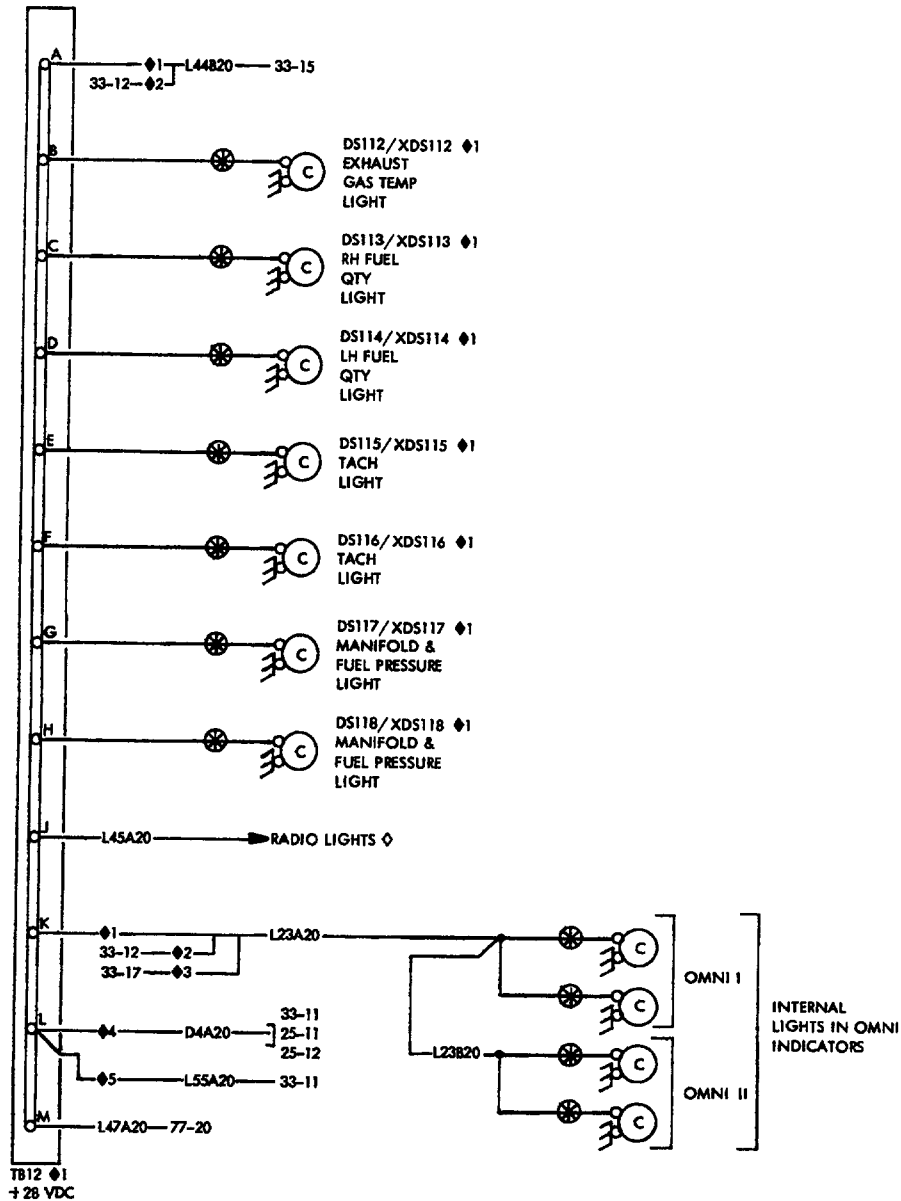 A
♦1 L44B20 33-15
33-12 ♦2
B
DS112/XDS112 ♦1
EXHAUST
GAS TEMP
LIGHT
C
C
DS113/XDS113 ♦1
RH FUEL
QTY
LIGHT
C
D
DS114/XDS114 ♦1
LH FUEL
QTY
LIGHT
C
E
DS115/XDS115 ♦1
TACH
LIGHT
C
F
DS116/XDS116 ♦1
TACH
LIGHT
C
G
DS117/XDS117 ♦1
MANIFOLD &
FUEL PRESSURE
LIGHT
C
H
DS118/XDS118 ♦1
MANIFOLD &
FUEL PRESSURE
LIGHT
C
J
L45A20 RADIO LIGHTS ◊
K
♦1 L23A20
33-12 ♦2
33-17 ♦3
C
C
OMNI I
L23B20
C
C
OMNI II
INTERNAL
LIGHTS IN OMNI
INDICATORS
L
♦4 D4A20
33-11
25-11
25-12
♦5 L55A20 33-11
M
L47A20 77-20
TB12 ♦1
+28 VDC